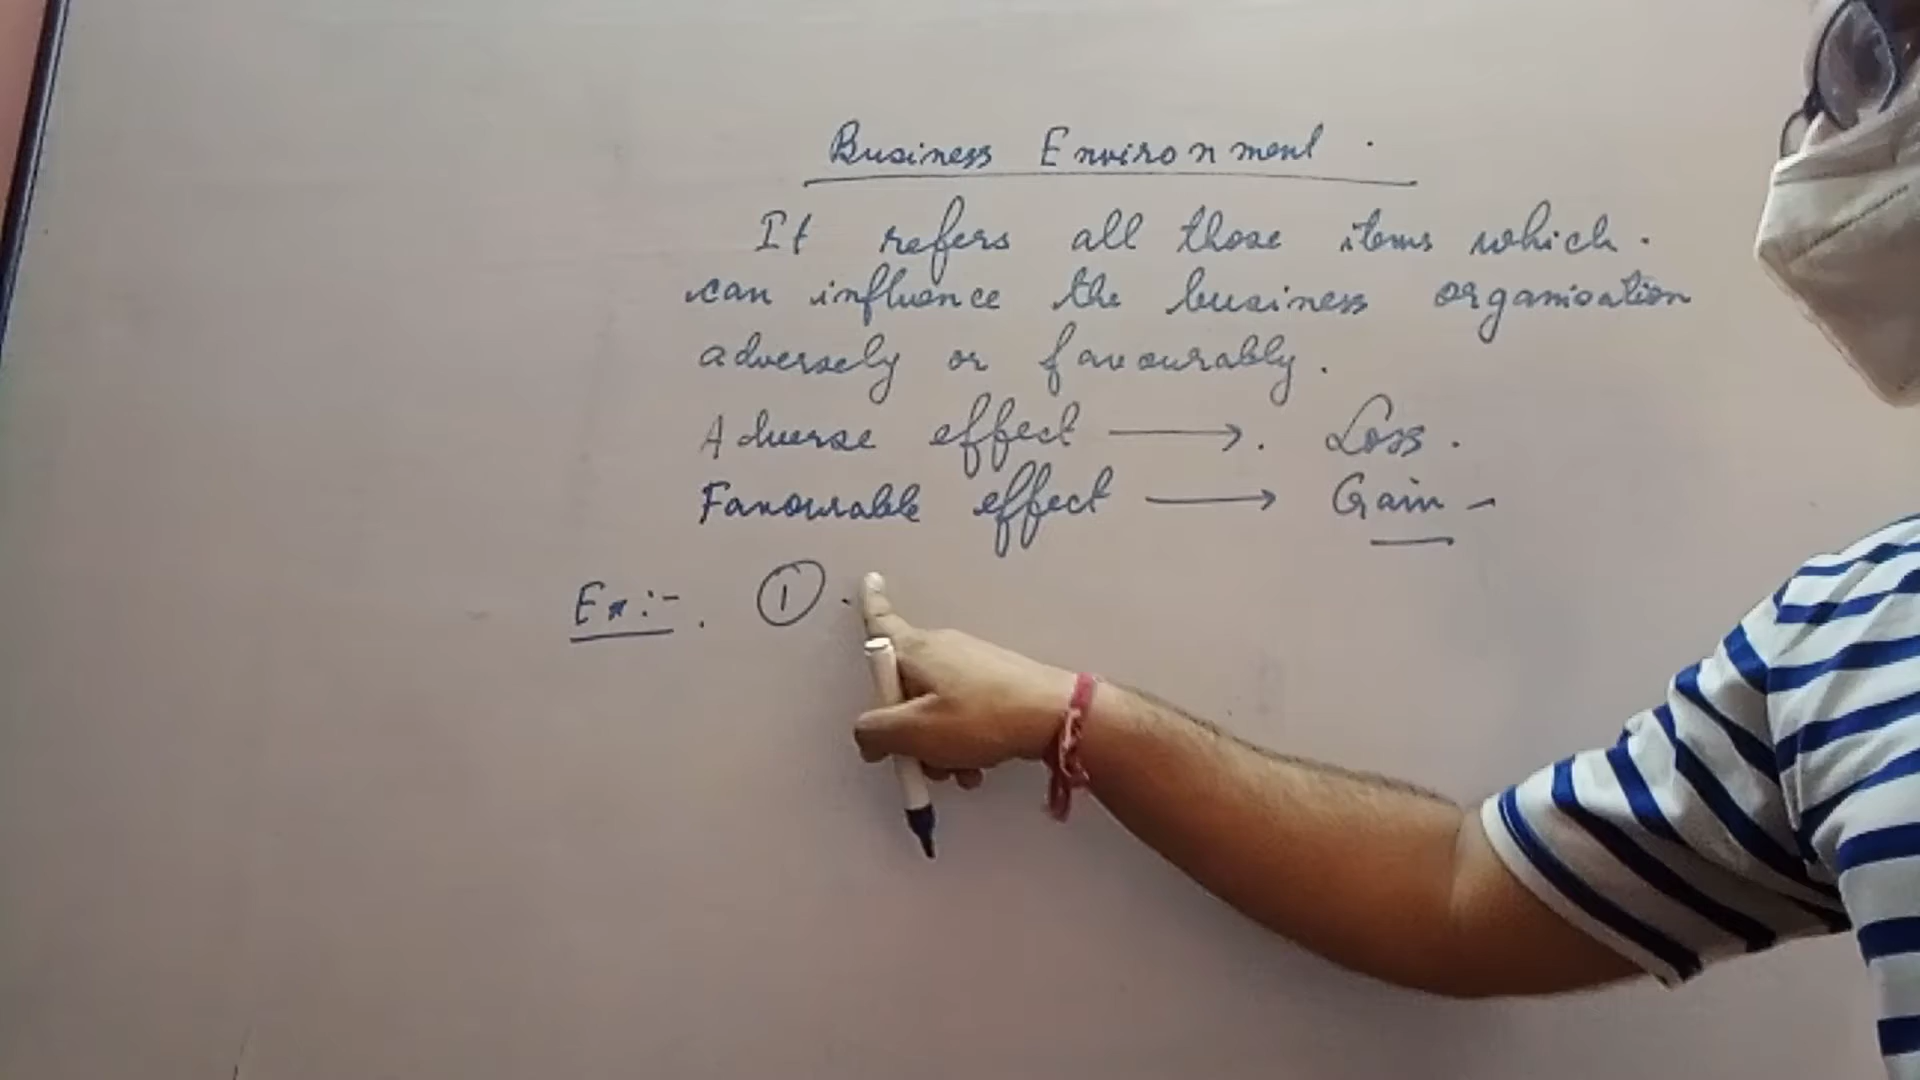 Business Environment.
It refers all those items which.
can influence the business organisation
adversely or favourably.
Adverse effect ⟶. Loss.
Favourable effect ⟶ Gain -
Ex:-. ① .